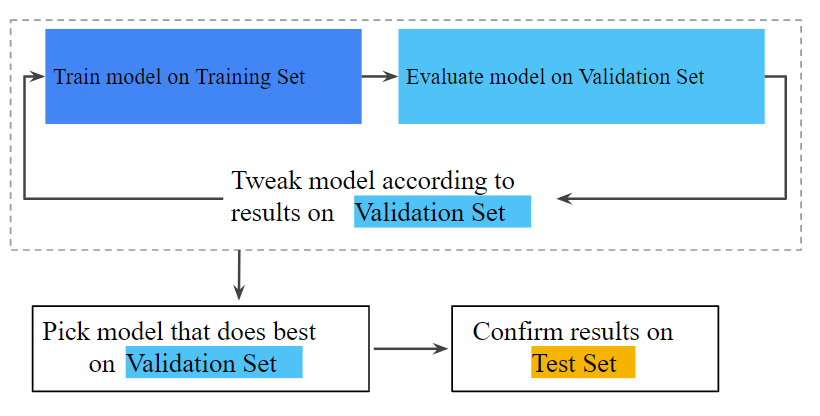 Train model on Training Set
Evaluate model on Validation Set
Tweak model according to
results on Validation Set
Pick model that does best
on Validation Set
Confirm results on
Test Set